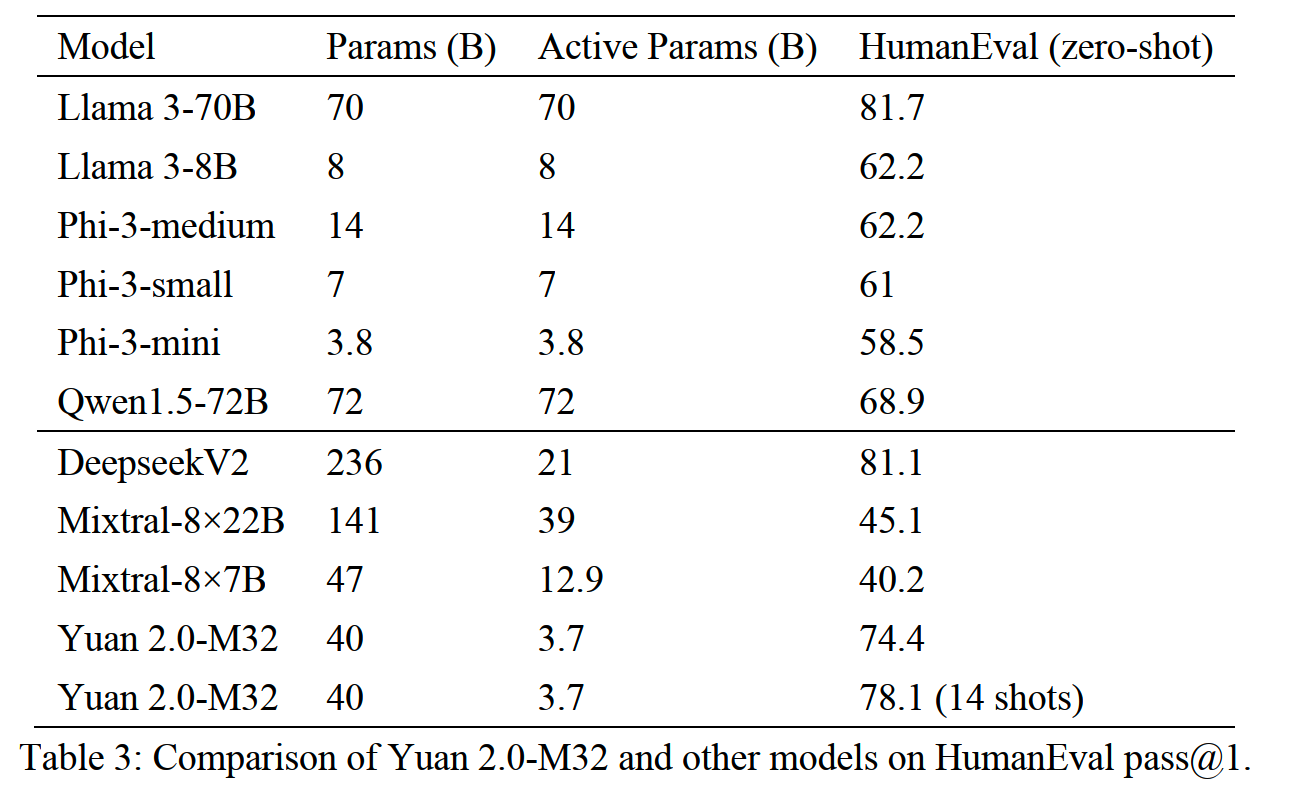 Model Params (B) Active Params (B) HumanEval (zero-shot)
Llama 3-70B 70 70 81.7
Llama 3-8B 8 8 62.2
Phi-3-medium 14 14 62.2
Phi-3-small 7 7 61
Phi-3-mini 3.8 3.8 58.5
Qwen1.5-72B 72 72 68.9
DeepseekV2 236 21 81.1
Mixtral-8×22B 141 39 45.1
Mixtral-8×7B 47 12.9 40.2
Yuan 2.0-M32 40 3.7 74.4
Yuan 2.0-M32 40 3.7 78.1 (14 shots)
Table 3: Comparison of Yuan 2.0-M32 and other models on HumanEval pass@1.